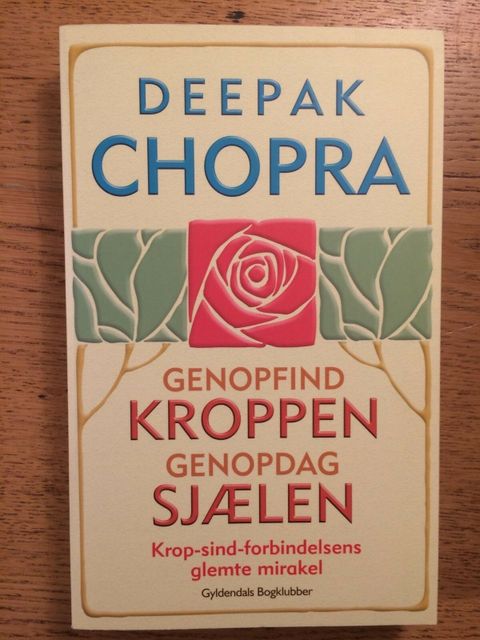 DEEPAK
CHOPRA
GENOPFIND
KROPPEN
GENOPDAG
SJÆLEN
Krop-sind-forbindelsens
glemte mirakel
Gyldendals Bogklubber